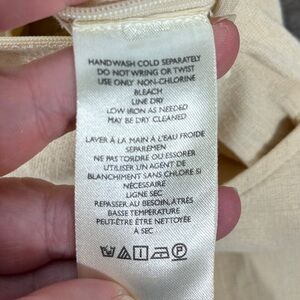 HANDWASH COLD SEPARATELY
DO NOT WRING OR TWIST
USE ONLY NON-CHLORINE
BLEACH
LINE DRY
LOW IRON AS NEEDED
MAY BE DRY CLEANED
LAVER À LA MAIN À L'EAU FROIDE
SEPAREMEN
NE PAS TORDRE OU ESSORER
UTILISER UN AGENT DE
BLANCHIMENT SANS CHLORE SI
NÉCESSAIRE
LIGNE SEC
REPASSER AU BESOIN, ÀTRÈS
BASSE TEMPÉRATURE
PEUT-ÊTRE ÊTRE NETTOYÉE
À SEC
P